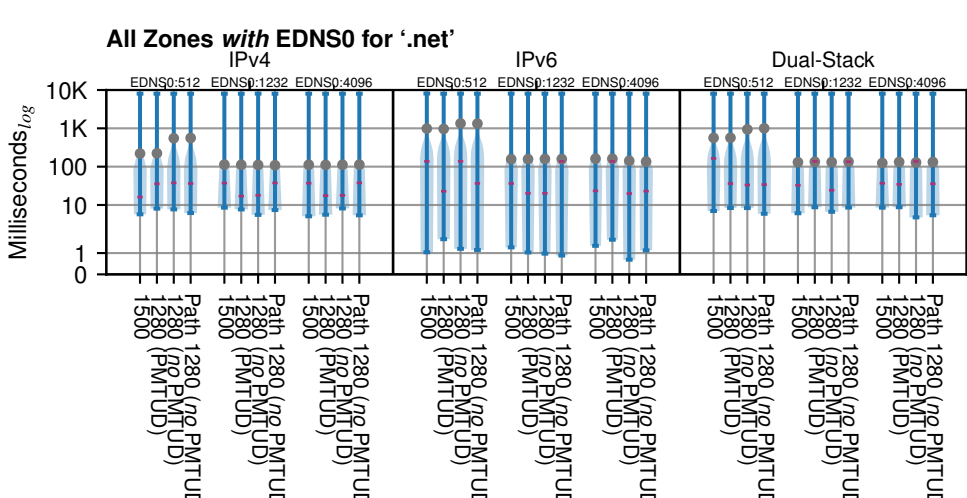 All Zones with EDNS0 for ‘.net’
IPv4 IPv6 Dual-Stack
EDNS0:512 EDNS0:1232 EDNS0:4096 EDNS0:512 EDNS0:1232 EDNS0:4096 EDNS0:512 EDNS0:1232 EDNS0:4096
Milliseconds log
10K
1K
100
10
1
0
1500
1280 (PMTUD)
1280 (no PMTUD)
Path 1280 (no PMTUD
1500
1280 (PMTUD)
1280 (no PMTUD)
Path 1280 (no PMTUD
1500
1280 (PMTUD)
1280 (no PMTUD)
Path 1280 (no PMTUD
1500
1280 (PMTUD)
1280 (no PMTUD)
Path 1280 (no PMTUD
1500
1280 (PMTUD)
1280 (no PMTUD)
Path 1280 (no PMTUD
1500
1280 (PMTUD)
1280 (no PMTUD)
Path 1280 (no PMTUD
1500
1280 (PMTUD)
1280 (no PMTUD)
Path 1280 (no PMTUD
1500
1280 (PMTUD)
1280 (no PMTUD)
Path 1280 (no PMTUD
1500
1280 (PMTUD)
1280 (no PMTUD)
Path 1280 (no PMTUD